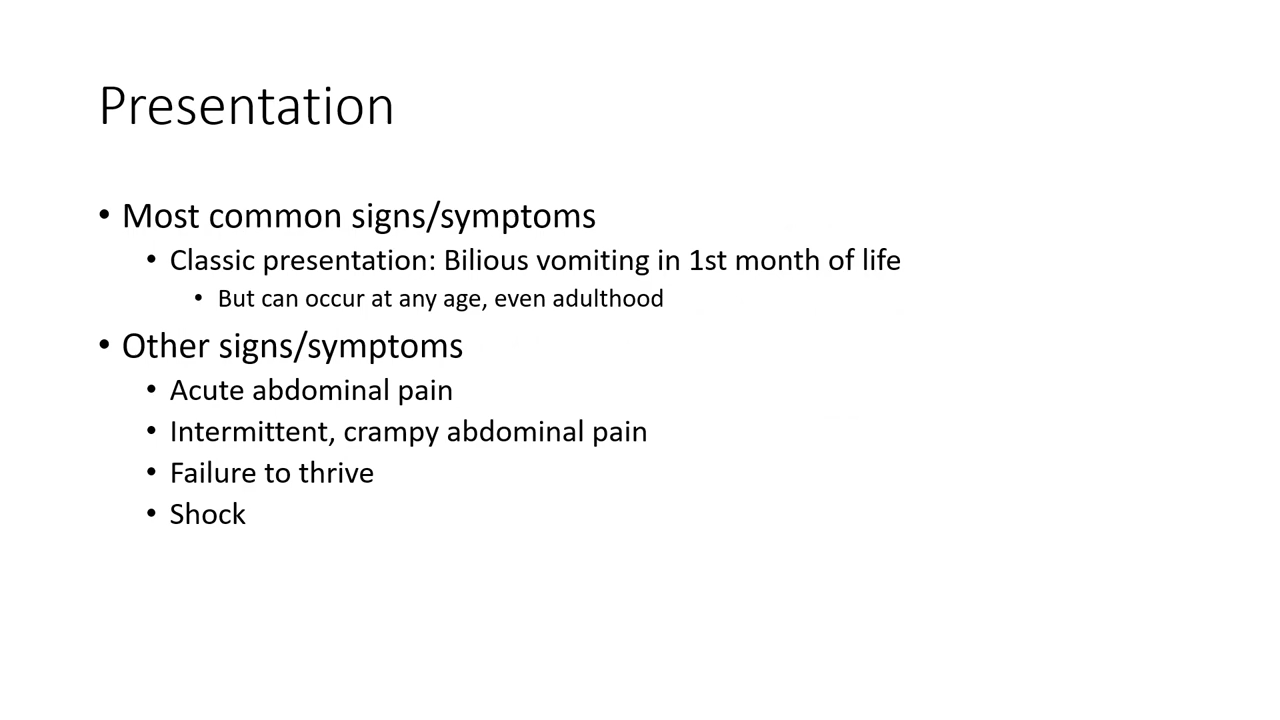 Presentation
• Most common signs/symptoms
• Classic presentation: Bilious vomiting in 1st month of life
• But can occur at any age, even adulthood
• Other signs/symptoms
• Acute abdominal pain
• Intermittent, crampy abdominal pain
• Failure to thrive
• Shock